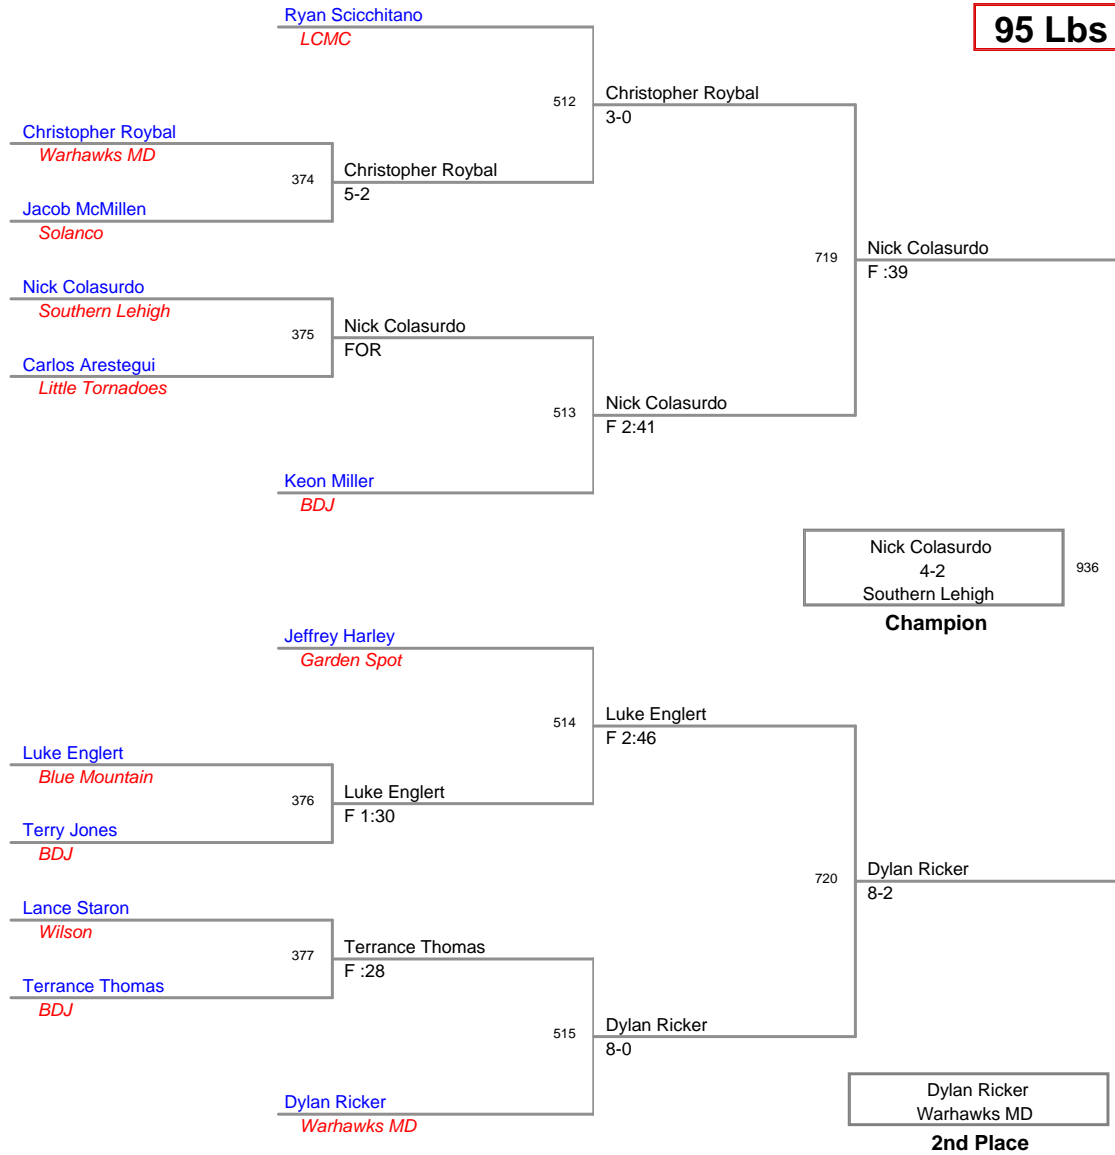 Ryan Scicchitano
LCMC
95 Lbs
512
Christopher Roybal
3-0
Christopher Roybal
Warhawks MD
374
Christopher Roybal
5-2
Jacob McMillen
Solanco
719
Nick Colasurdo
F :39
Nick Colasurdo
Southern Lehigh
375
Nick Colasurdo
FOR
Carlos Arestegui
Little Tornadoes
513
Nick Colasurdo
F 2:41
Keon Miller
BDJ
Nick Colasurdo
4-2
Southern Lehigh
936
Champion
Jeffrey Harley
Garden Spot
514
Luke Englert
F 2:46
Luke Englert
Blue Mountain
376
Luke Englert
F 1:30
Terry Jones
BDJ
720
Dylan Ricker
8-2
Lance Staron
Wilson
377
Terrance Thomas
F :28
Terrance Thomas
BDJ
515
Dylan Ricker
8-0
Dylan Ricker
Warhawks MD
Dylan Ricker
Warhawks MD
2nd Place